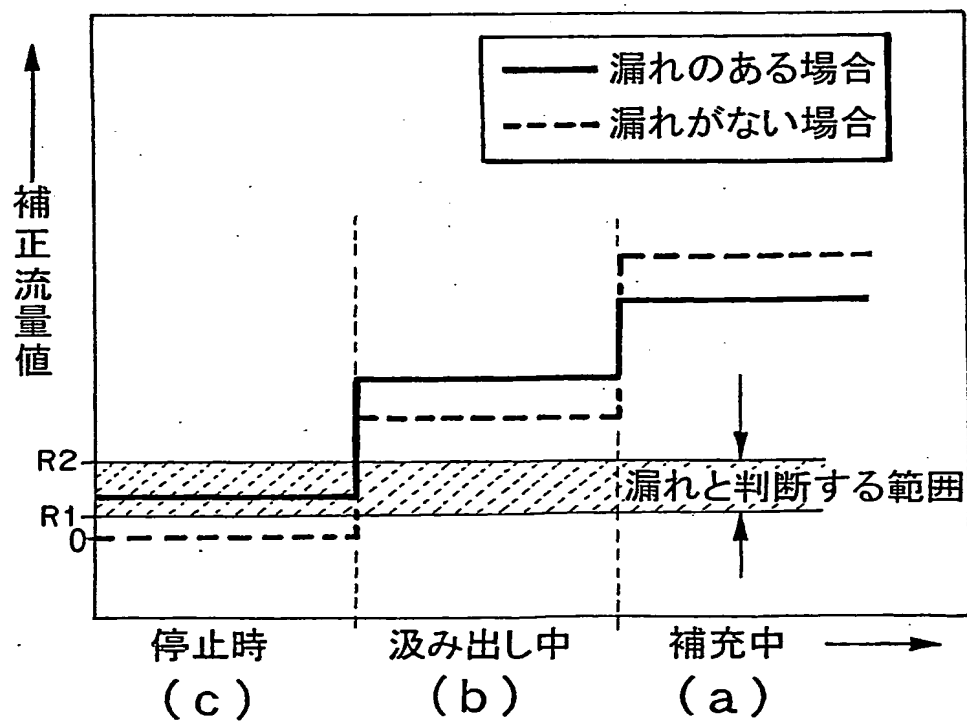 漏れのある場合
漏れがない場合
補正流量値
R2
R1
0
漏れと判断する範囲
停止時
汲み出し中
補充中
(c)
(b)
(a)